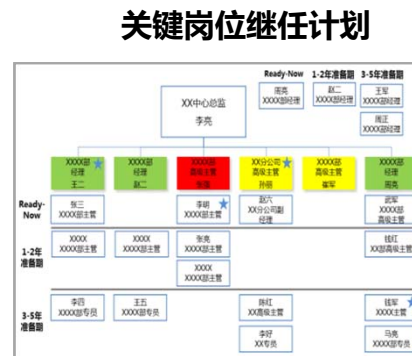 关键岗位继任计划
Ready-Now 1-2年准备期 3-5年准备期
周亮 赵二 王军
XXXX部经理 XXXX部经理 XXXX部经理
周正
XXXX部经理
XX中心总监
李亮
XXXX部 XXXX部 XXXX部 XX分公司 XXXX部 XXXX部
经理 经理 高级主管 高级主管 高级主管 经理
王二 赵二 孙丽 崔军 周亮
Ready-Now
张三 李明 赵六 武军
XXXX部主管 XXXX部主管 XX分公司副经理 XXXX部高级主管
1-2年准备期
XXXX XXXX 张亮 钱红
XXXX部主管 XXXX部主管 XXXX部主管 XX部高级主管
XXXX
XXXX部主管
3-5年准备期
李四 王五 陈红 钱军
XXXX部专员 XXXX部专员 XX高级主管 XXXX主管
李好 马亮
XX专员 XXXX部专员